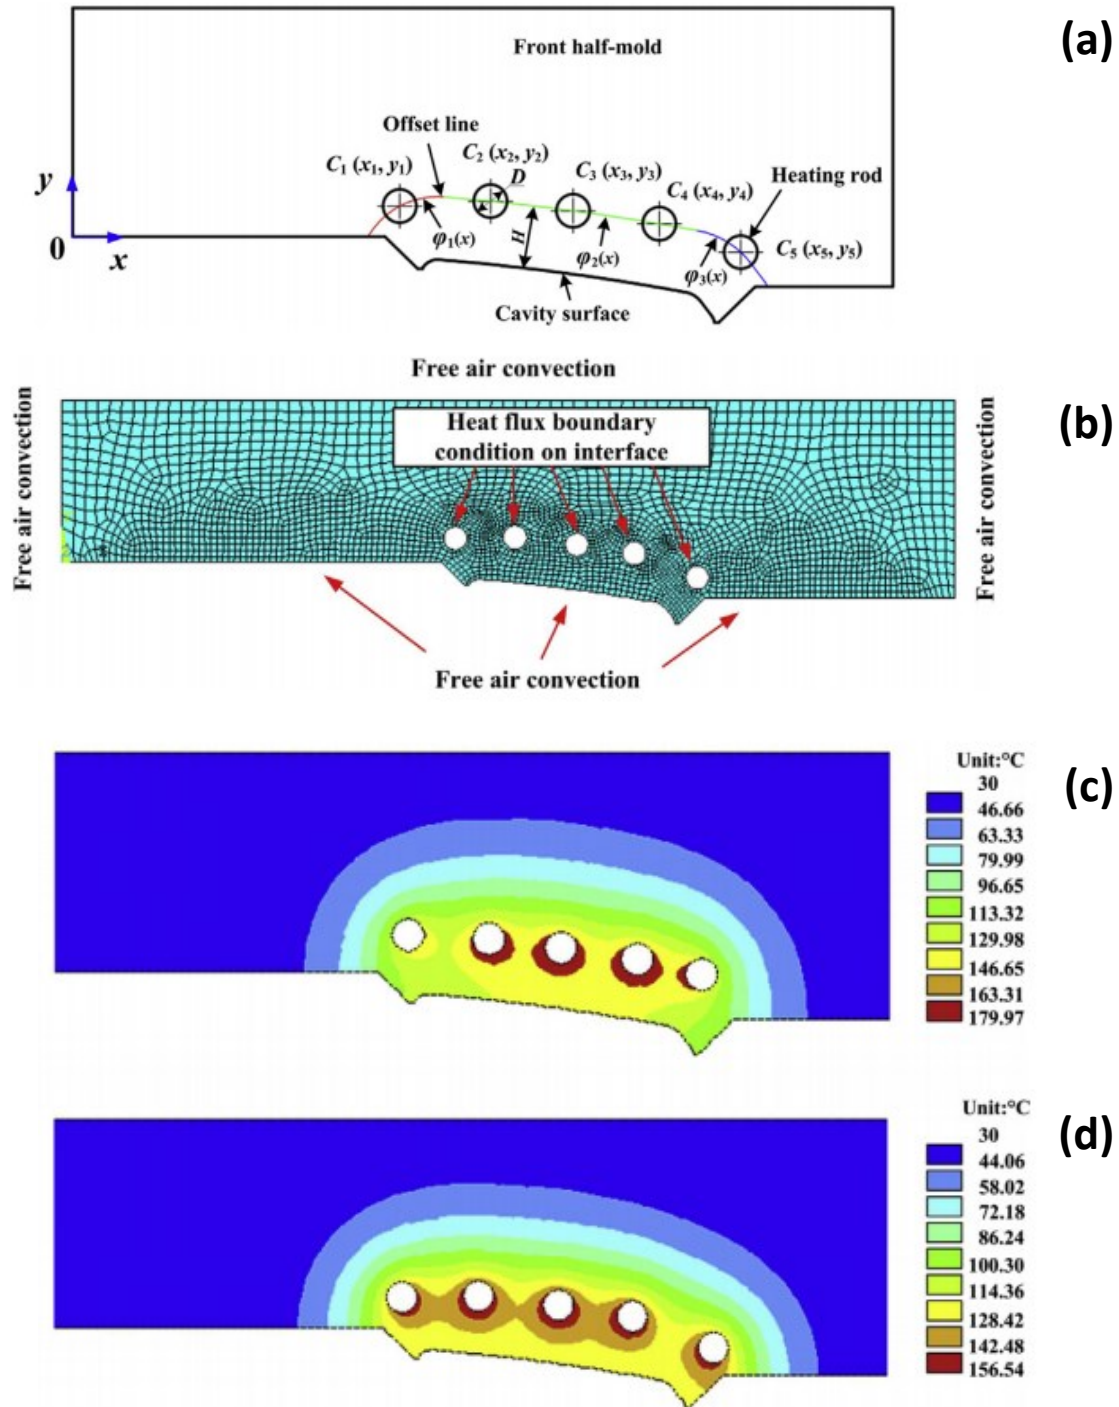 (a)
Front half-mold
Offset line
C1 (x1, y1)
C2 (x2, y2)
D
C3 (x3, y3)
C4 (x4, y4)
Heating rod
y
0
x
φ1(x)
H
φ2(x)
φ3(x)
C5 (x5, y5)
Cavity surface
(b)
Free air convection
Free air convection
Heat flux boundary
condition on interface
Free air convection
Free air convection
(c)
Unit:°C
30
46.66
63.33
79.99
96.65
113.32
129.98
146.65
163.31
179.97
(d)
Unit:°C
30
44.06
58.02
72.18
86.24
100.30
114.36
128.42
142.48
156.54